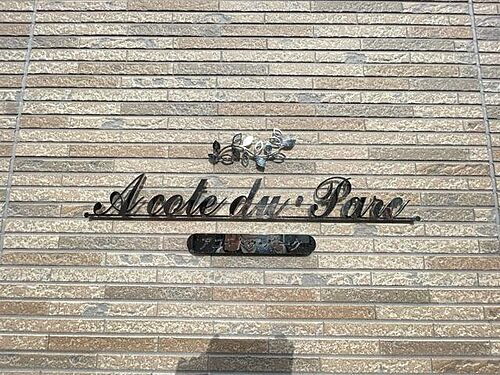 A cote du · Parc